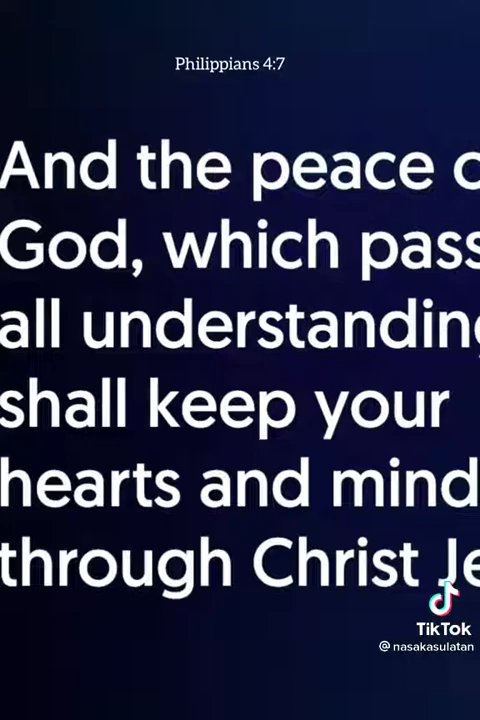 Philippians 4:7
And the peace o
God, which pass
all understanding
shall keep your
hearts and mind
through Christ Je
TikTok
@nasakasulatan